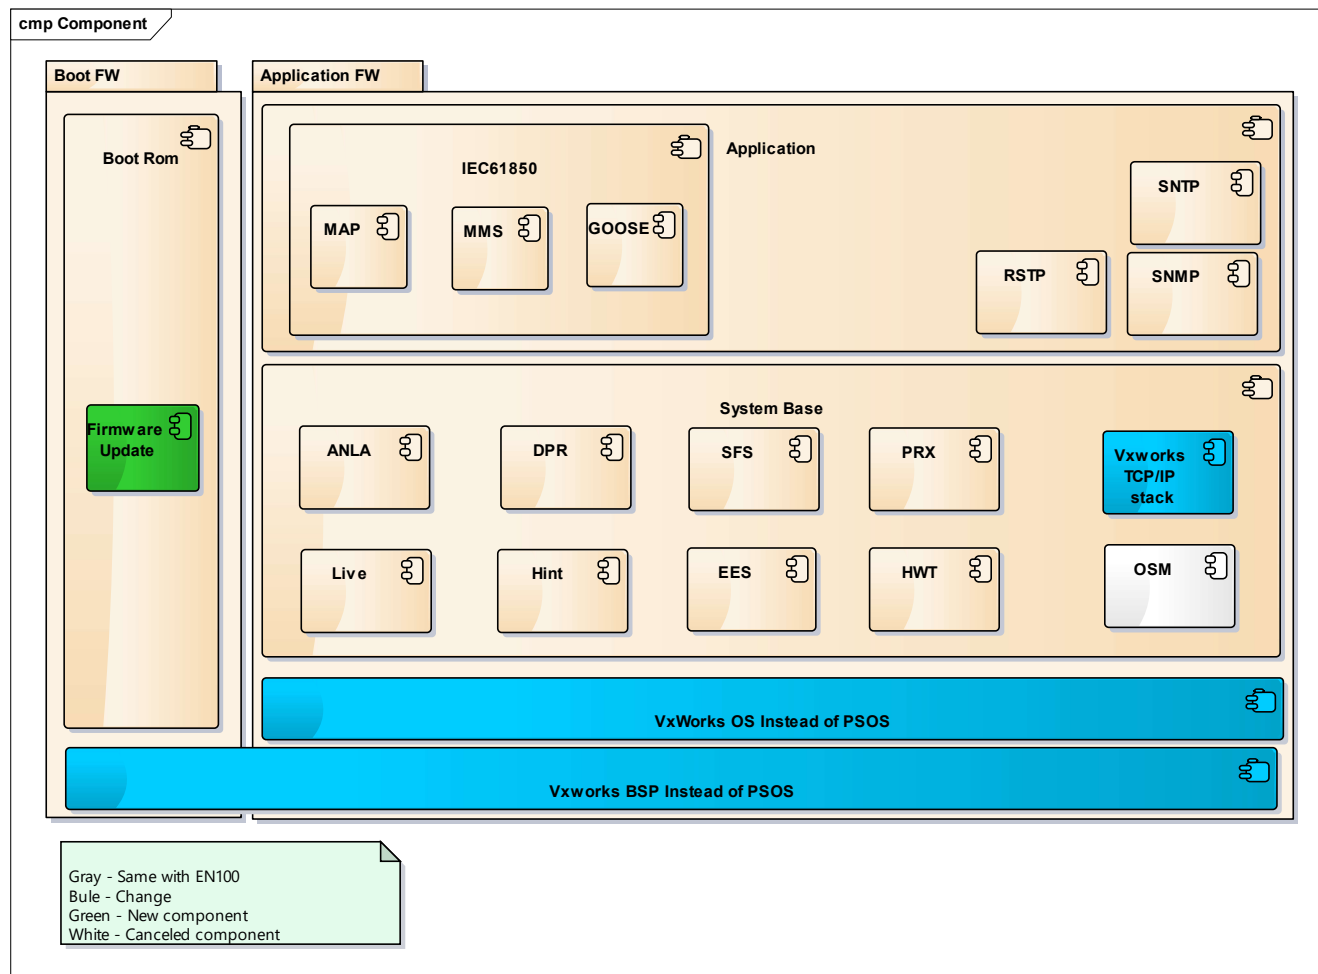 cmp Component
Boot FW
Application FW
Boot Rom
Application
IEC61850
MAP
MMS
GOOSE
SNTP
RSTP
SNMP
Firmware
Update
System Base
ANLA
DPR
SFS
PRX
Vxworks
TCP/IP
stack
Live
Hint
EES
HWT
OSM
VxWorks OS Instead of PSOS
Vxworks BSP Instead of PSOS
Gray - Same with EN100
Bule - Change
Green - New component
White - Canceled component